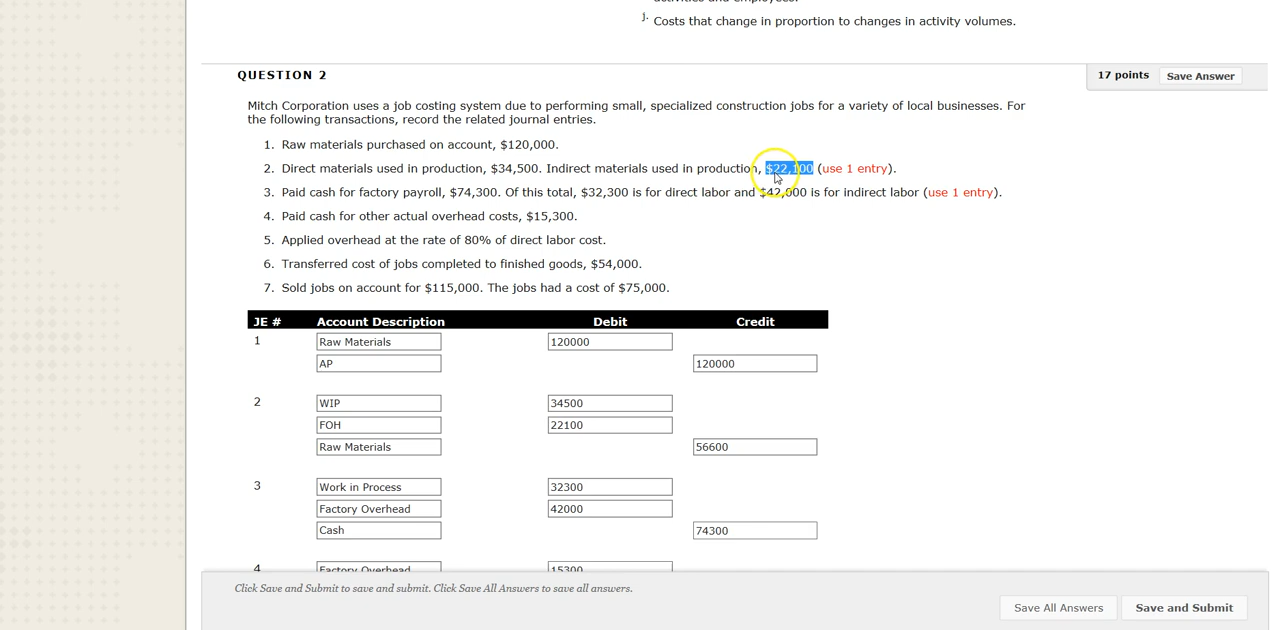 activities and employees.
j. Costs that change in proportion to changes in activity volumes.
QUESTION 2
17 points
Save Answer
Mitch Corporation uses a job costing system due to performing small, specialized construction jobs for a variety of local businesses. For
the following transactions, record the related journal entries.
1. Raw materials purchased on account, $120,000.
2. Direct materials used in production, $34,500. Indirect materials used in production, $22,100 (use 1 entry).
3. Paid cash for factory payroll, $74,300. Of this total, $32,300 is for direct labor and $42,000 is for indirect labor (use 1 entry).
4. Paid cash for other actual overhead costs, $15,300.
5. Applied overhead at the rate of 80% of direct labor cost.
6. Transferred cost of jobs completed to finished goods, $54,000.
7. Sold jobs on account for $115,000. The jobs had a cost of $75,000.
JE # Account Description Debit Credit
1 Raw Materials 120000
AP 120000
2 WIP 34500
FOH 22100
Raw Materials 56600
3 Work in Process 32300
Factory Overhead 42000
Cash 74300
4 Factory Overhead 15300
Click Save and Submit to save and submit. Click Save All Answers to save all answers.
Save All Answers
Save and Submit